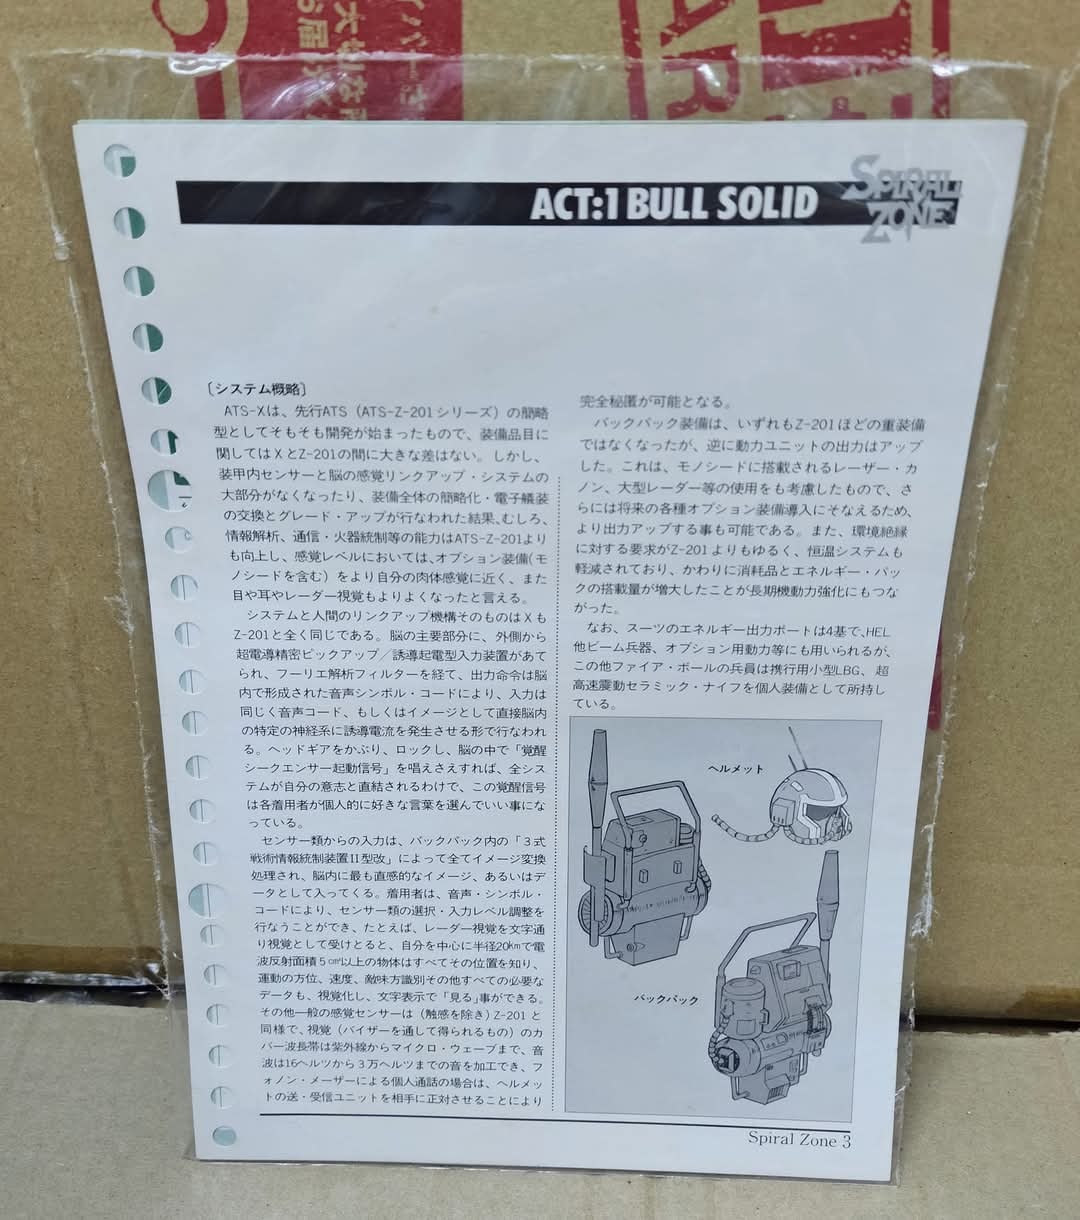 大切な
お届
ACT:1 BULL SOLID
SPIRAL
ZONE
〔システム概略〕
ATS-Xは、先行ATS（ATS-Z-201シリーズ）の簡略
型としてそもそも開発が始まったもので、装備品目に
関してはXとZ-201の間に大きな差はない。しかし、
装甲内センサーと脳の感覚リンクアップ・システムの
大部分がなくなったり、装備全体の簡略化・電子艤装
の交換とグレード・アップが行なわれた結果、むしろ、
情報解析、通信・火器統制等の能力はATS-Z-201より
も向上し、感覚レベルにおいては、オプション装備（モ
ノシードを含む）をより自分の肉体感覚に近く、また
目や耳やレーダー視覚もよりよくなったと言える。
システムと人間のリンクアップ機構そのものはXも
Z-201と全く同じである。脳の主要部分に、外側から
超電導精密ピックアップ／誘導起電型入力装置があて
られ、フーリエ解析フィルターを経て、出力命令は脳
内で形成された音声シンボル・コードにより、入力は
同じく音声コード、もしくはイメージとして直接脳内
の特定の神経系に誘導電流を発生させる形で行なわれ
る。ヘッドギアをかぶり、ロックし、脳の中で「覚醒
シークエンサー起動信号」を唱えさえすれば、全シス
テムが自分の意志と直結されるわけで、この覚醒信号
は各着用者が個人的に好きな言葉を選んでいい事にな
っている。
センサー類からの入力は、バックパック内の「３式
戦術情報統制装置II型改」によって全てイメージ変換
処理され、脳内に最も直感的なイメージ、あるいはデ
ータとして入ってくる。着用者は、音声・シンボル・
コードにより、センサー類の選択・入力レベル調整を
行なうことができ、たとえば、レーダー視覚を文字通
り視覚として受けとると、自分を中心に半径20kmで電
波反射面積５cm²以上の物体はすべてその位置を知り、
運動の方位、速度、敵味方識別その他すべての必要な
データも、視覚化し、文字表示で「見る」事ができる。
その他一般の感覚センサーは（触感を除き）Z-201と
同様で、視覚（バイザーを通して得られるもの）のカ
バー波長帯は紫外線からマイクロ・ウェーブまで、音
波は16ヘルツから３万ヘルツまでの音を加工でき、フ
ォノン・メーザーによる個人通話の場合は、ヘルメッ
トの送・受信ユニットを相手に正対させることにより
完全秘匿が可能となる。
バックパック装備は、いずれもZ-201ほどの重装備
ではなくなったが、逆に動力ユニットの出力はアップ
した。これは、モノシードに搭載されるレーザー・カ
ノン、大型レーダー等の使用をも考慮したもので、さ
らには将来の各種オプション装備導入にそなえるため、
より出力アップする事も可能である。また、環境絶縁
に対する要求がZ-201よりもゆるく、恒温システムも
軽減されており、かわりに消耗品とエネルギー・パッ
クの搭載量が増大したことが長期機動力強化にもつな
がった。
なお、スーツのエネルギー出力ポートは4基で、HEL
他ビーム兵器、オプション用動力等にも用いられるが、
この他ファイア・ボールの兵員は携行用小型LBG、超
高速震動セラミック・ナイフを個人装備として所持し
ている。
ヘルメット
バックパック
Spiral Zone 3